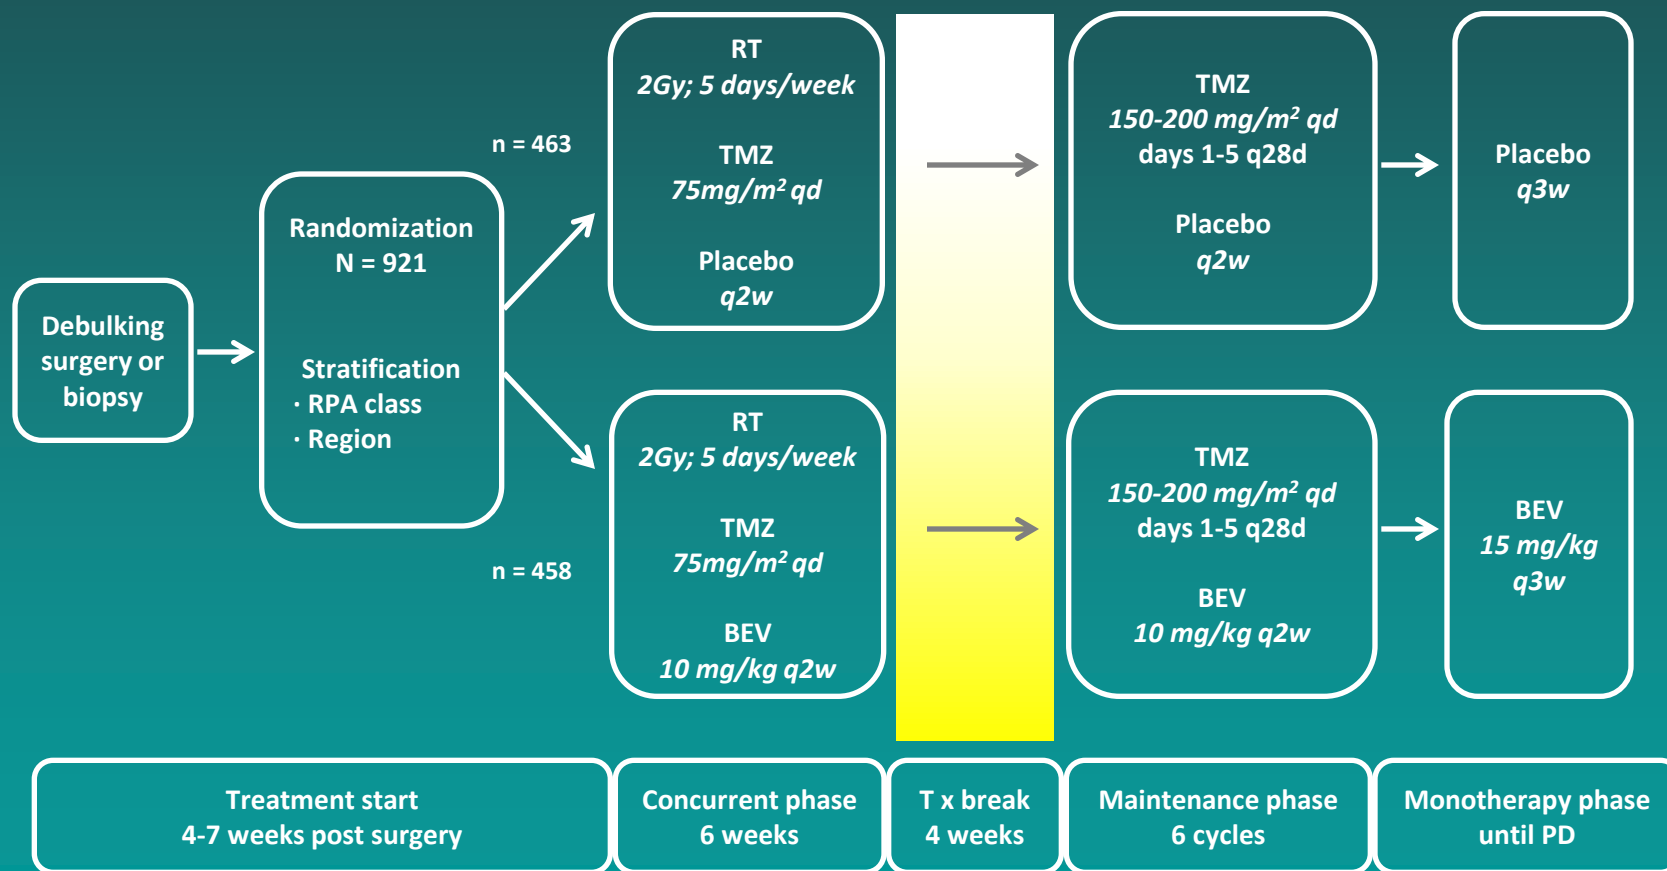 Debulking
surgery or
biopsy
Randomization
N = 921
Stratification
· RPA class
· Region
n = 463
RT
2Gy; 5 days/week
TMZ
75mg/m² qd
Placebo
q2w
TMZ
150-200 mg/m² qd
days 1-5 q28d
Placebo
q2w
Placebo
q3w
n = 458
RT
2Gy; 5 days/week
TMZ
75mg/m² qd
BEV
10 mg/kg q2w
TMZ
150-200 mg/m² qd
days 1-5 q28d
BEV
10 mg/kg q2w
BEV
15 mg/kg
q3w
Treatment start
4-7 weeks post surgery
Concurrent phase
6 weeks
T x break
4 weeks
Maintenance phase
6 cycles
Monotherapy phase
until PD